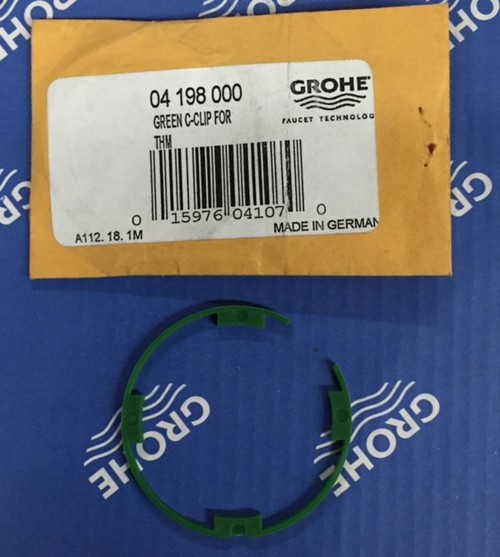 GROHE
04 198 000
GREEN C-CLIP FOR
THM
GROHE
FAUCET TECHNOLOG
0 15976 04107 0
A112. 18. 1M
MADE IN GERMAN
GROHE
GROHE